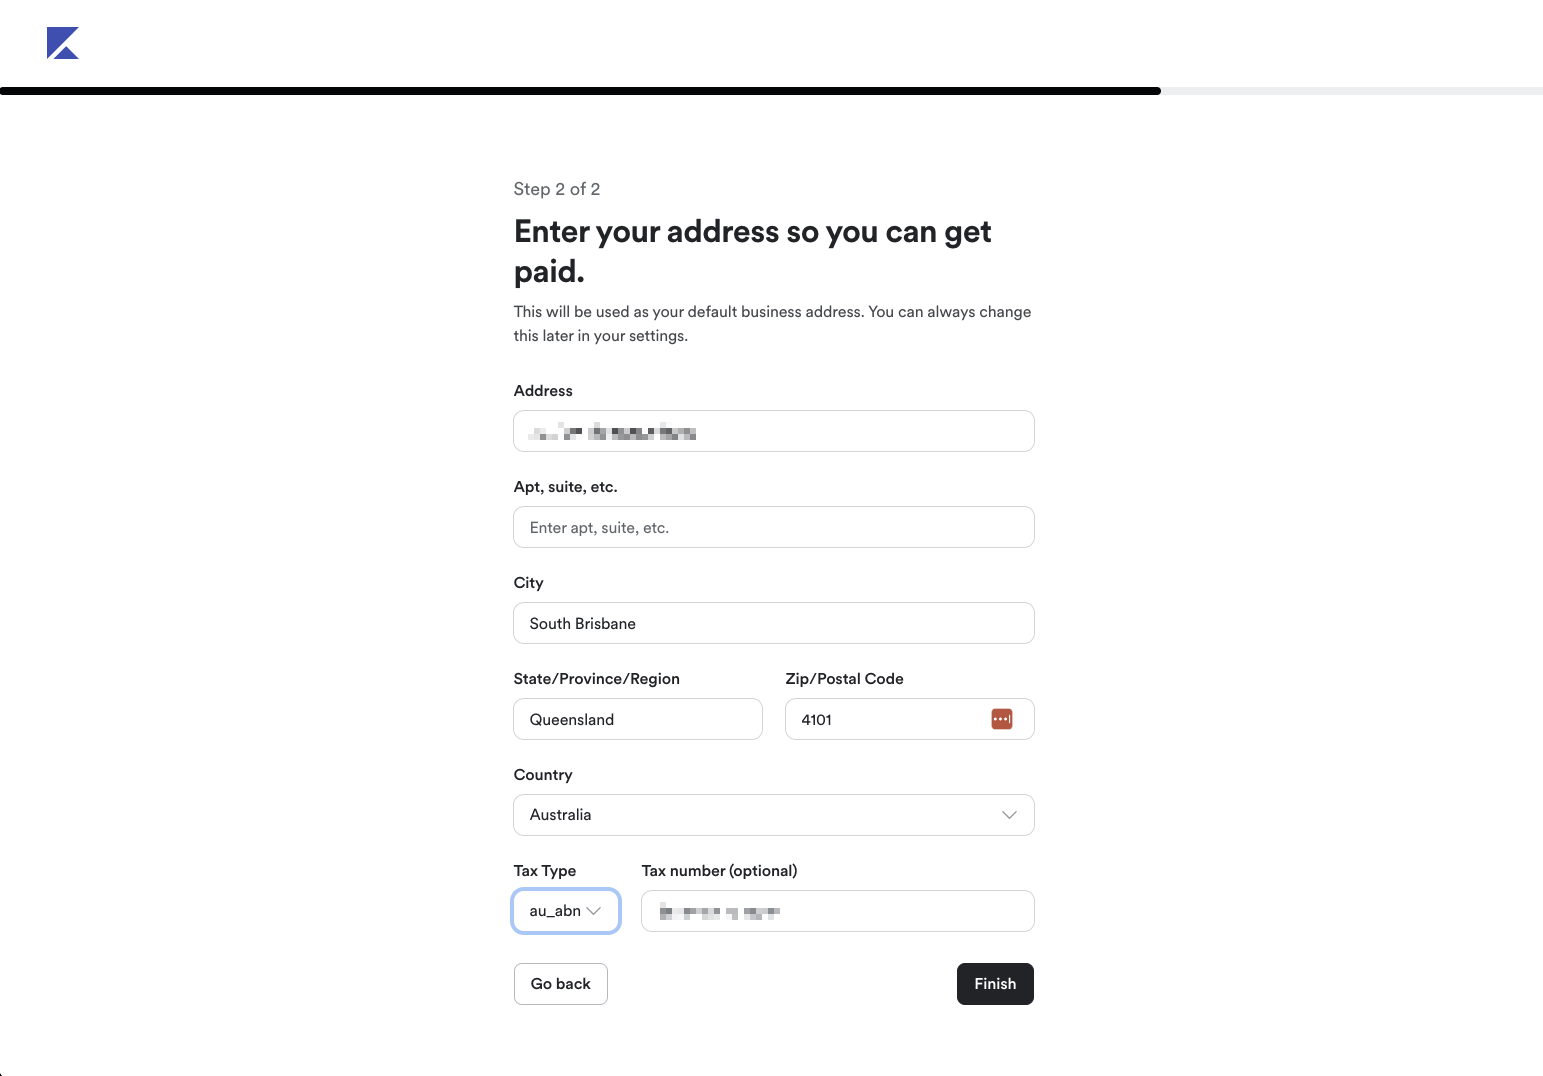 Step 2 of 2
Enter your address so you can get
paid.
This will be used as your default business address. You can always change
this later in your settings.
Address
Apt, suite, etc.
Enter apt, suite, etc.
City
South Brisbane
State/Province/Region
Zip/Postal Code
Queensland
4101
Country
Australia
Tax Type
Tax number (optional)
au_abn
Go back
Finish